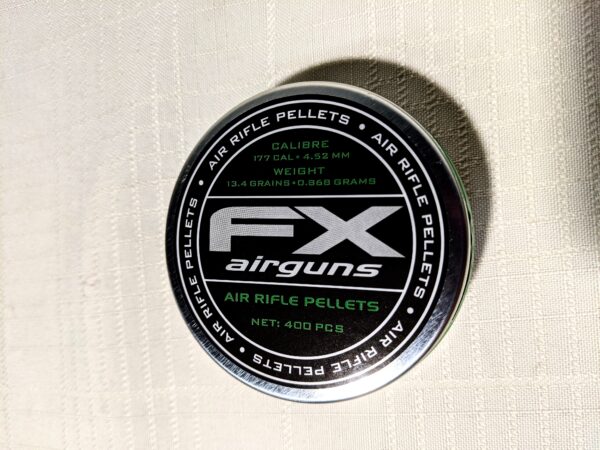 AIR RIFLE PELLETS • AIR RIFLE PELLETS • AIR RIFLE PELLETS • AIR RIFLE PELLETS •
CALIBRE
177 CAL • 4.52 MM
WEIGHT
13.4 GRAINS • 0.868 GRAMS
FX
airguns
AIR RIFLE PELLETS
NET: 400 PCS